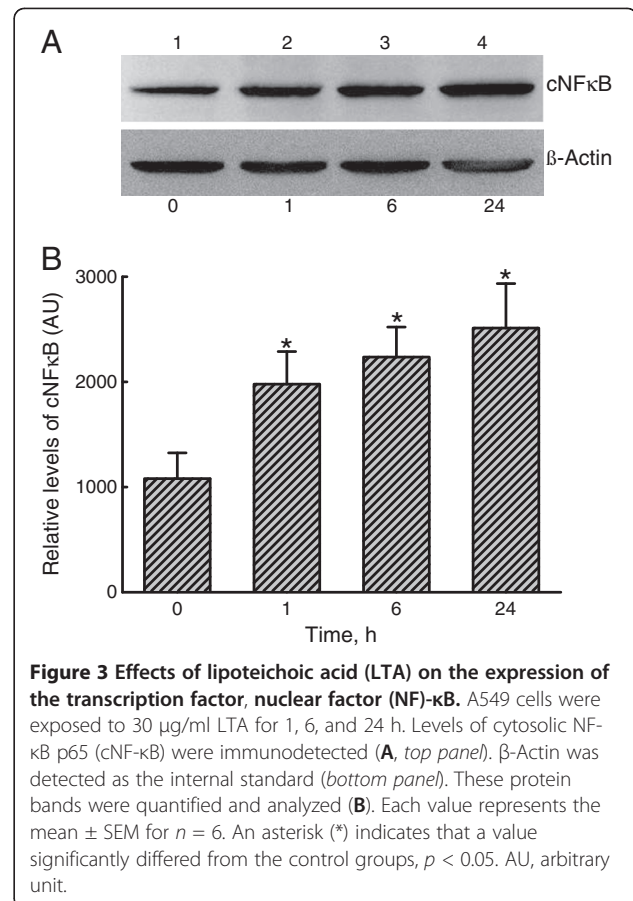 A
1 2 3 4
cNFκB
ß-Actin
0 1 6 24
B
Relative levels of cNFκB (AU)
3000
2000
1000
0
* * *
0 1 6 24
Time, h
Figure 3 Effects of lipoteichoic acid (LTA) on the expression of
the transcription factor, nuclear factor (NF)-κB. A549 cells were
exposed to 30 μg/ml LTA for 1, 6, and 24 h. Levels of cytosolic NF-
κB p65 (cNF-κB) were immunodetected (A, top panel). β-Actin was
detected as the internal standard (bottom panel). These protein
bands were quantified and analyzed (B). Each value represents the
mean ± SEM for n = 6. An asterisk (*) indicates that a value
significantly differed from the control groups, p < 0.05. AU, arbitrary
unit.